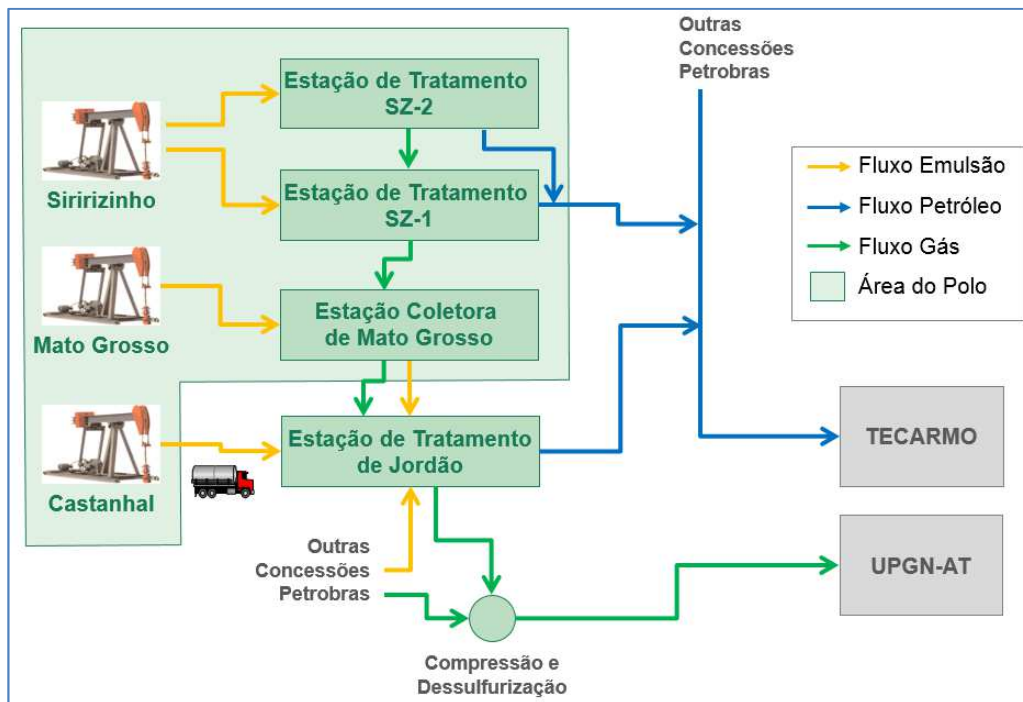 Outras
Concessões
Petrobras
Estação de Tratamento
SZ-2
Siririzinho
Estação de Tratamento
SZ-1
Fluxo Emulsão
Fluxo Petróleo
Fluxo Gás
Área do Polo
Mato Grosso
Estação Coletora
de Mato Grosso
Castanhal
Estação de Tratamento
de Jordão
TECARMO
Outras
Concessões
Petrobras
UPGN-AT
Compressão e
Dessulfurização